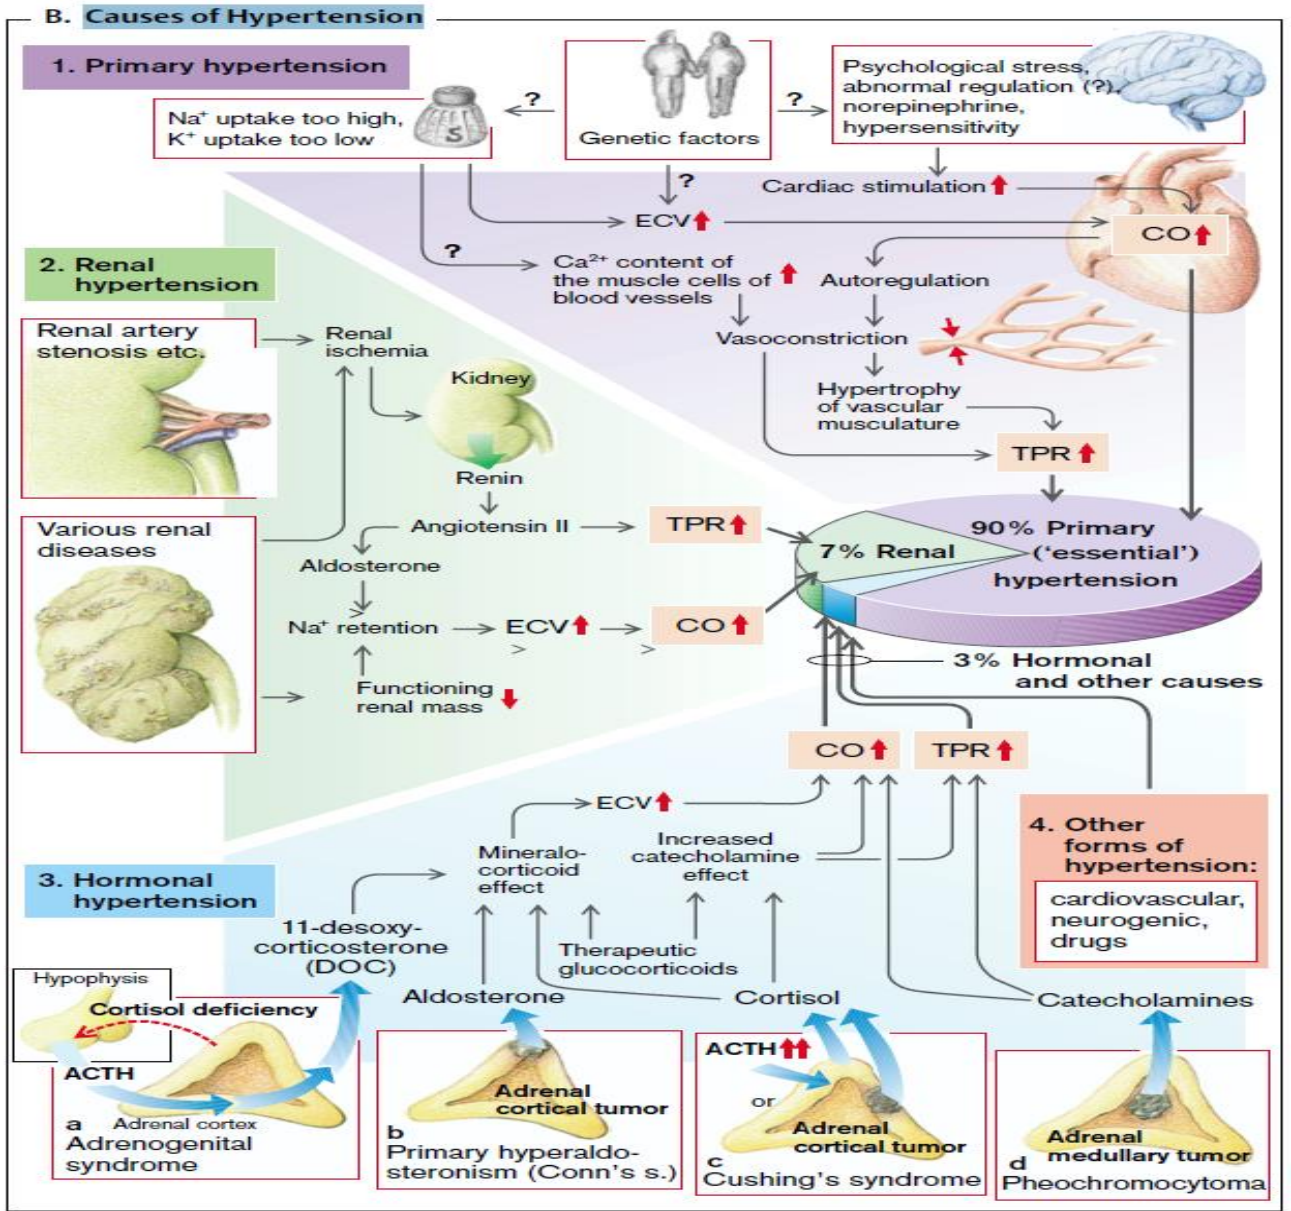 B. Causes of Hypertension
1. Primary hypertension
Na⁺ uptake too high,
K⁺ uptake too low
S
?
Genetic factors
?
Psychological stress,
abnormal regulation (?),
norepinephrine,
hypersensitivity
?
Cardiac stimulation
ECV
CO
?
Ca²⁺ content of
the muscle cells of
blood vessels
Autoregulation
Vasoconstriction
Hypertrophy
of vascular
musculature
TPR
2. Renal
hypertension
Renal artery
stenosis etc.
Renal
ischemia
Kidney
Renin
Various renal
diseases
Angiotensin II
TPR
Aldosterone
Na⁺ retention
>
ECV
>
CO
>
Functioning
renal mass
7% Renal
90% Primary
(‘essential’)
hypertension
3% Hormonal
and other causes
CO
TPR
ECV
3. Hormonal
hypertension
Mineralo-
corticoid
effect
Increased
catecholamine
effect
4. Other
forms of
hypertension:
cardiovascular,
neurogenic,
drugs
11-desoxy-
corticosterone
(DOC)
Therapeutic
glucocorticoids
Aldosterone
Cortisol
Catecholamines
Hypophysis
Cortisol deficiency
ACTH
a
Adrenal cortex
Adrenogenital
syndrome
Adrenal
cortical tumor
b
Primary hyperaldo-
steronism (Conn’s s.)
ACTH
or
Adrenal
cortical tumor
c
Cushing’s syndrome
Adrenal
medullary tumor
d
Pheochromocytoma